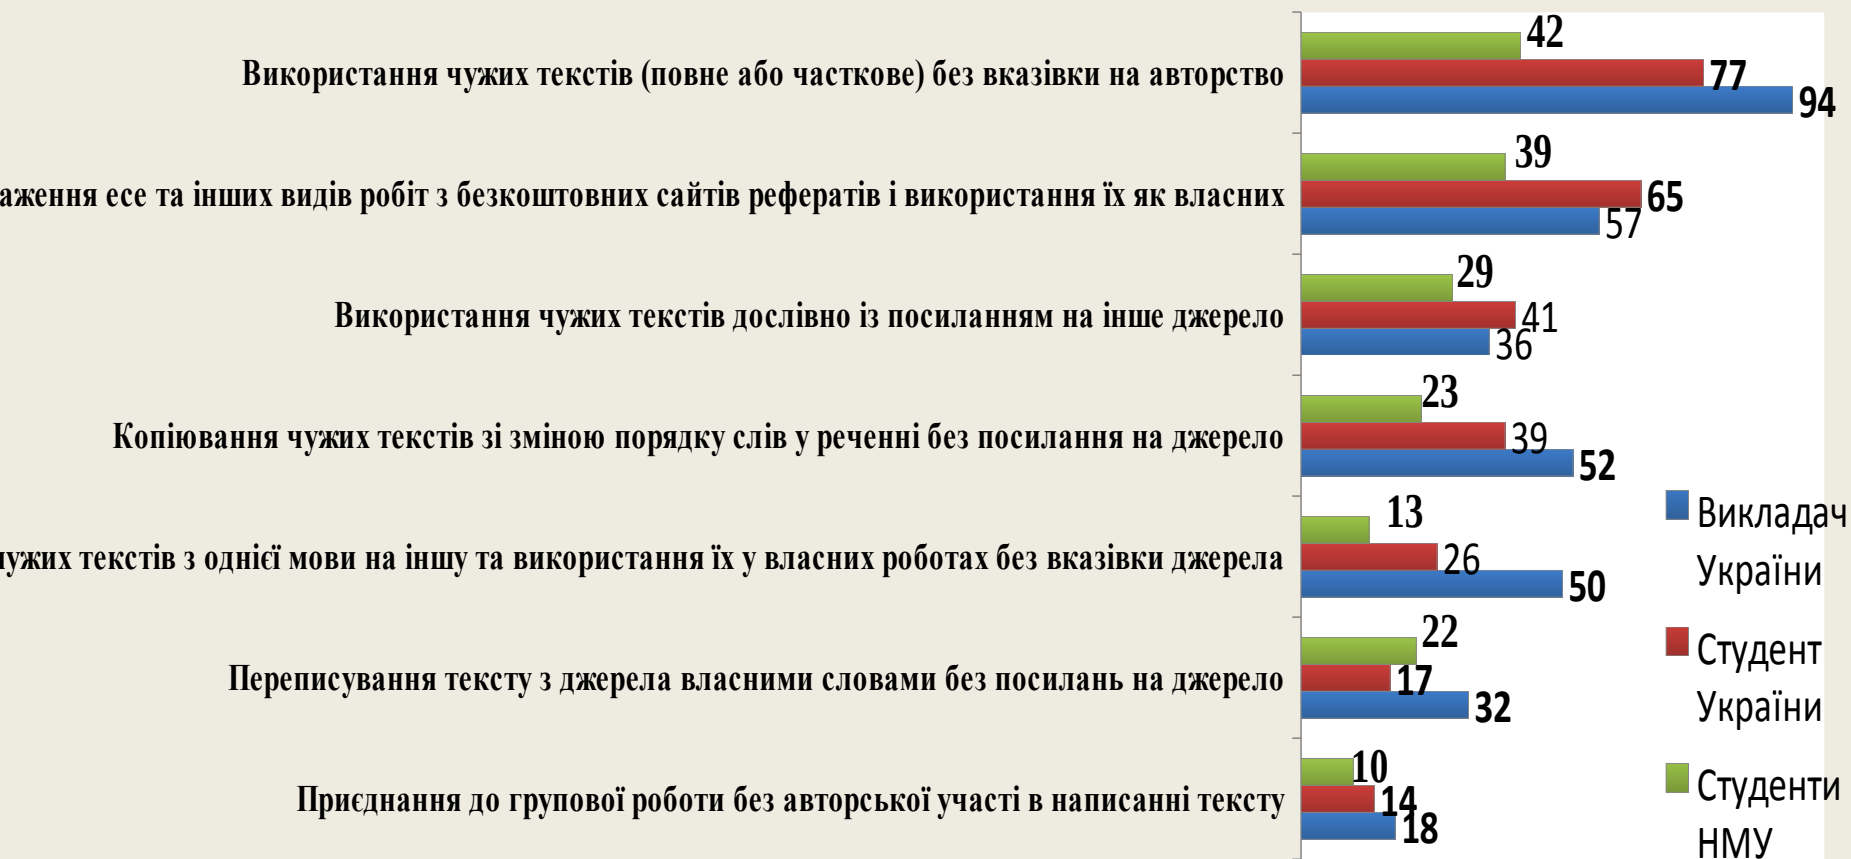 Використання чужих текстів (повне або часткове) без вказівки на авторство
42
77
94
есе та інших видів робіт з безкоштовних сайтів рефератів і використання їх як власних
39
65
57
Використання чужих текстів дослівно із посиланням на інше джерело
29
41
36
Копіювання чужих текстів зі зміною порядку слів у реченні без посилання на джерело
23
39
52
текстів з однієї мови на іншу та використання їх у власних роботах без вказівки джерела
13
26
50
Переписування тексту з джерела власними словами без посилань на джерело
22
17
32
Приєднання до групової роботи без авторської участі в написанні тексту
10
14
18
Викладач
України
Студент
України
Студенти
НМУ